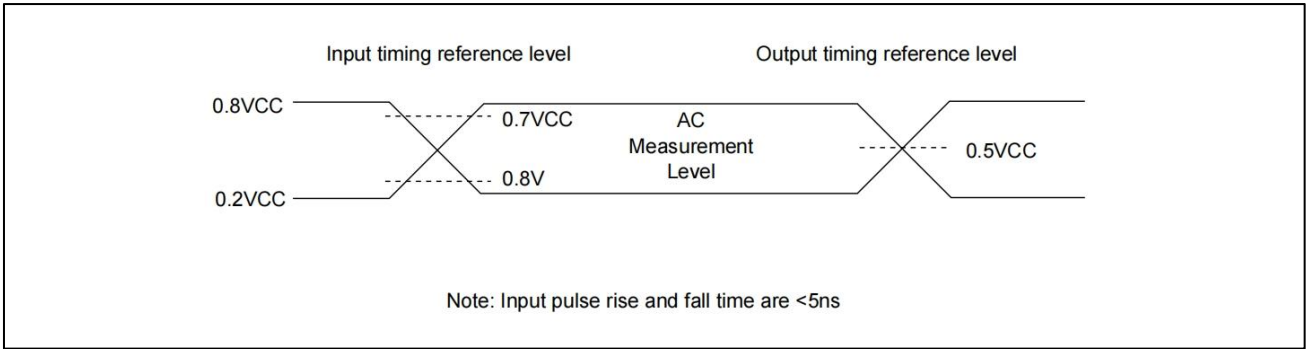 Input timing reference level
Output timing reference level
0.8VCC
0.7VCC
AC
Measurement
Level
0.5VCC
0.8V
0.2VCC
Note: Input pulse rise and fall time are <5ns